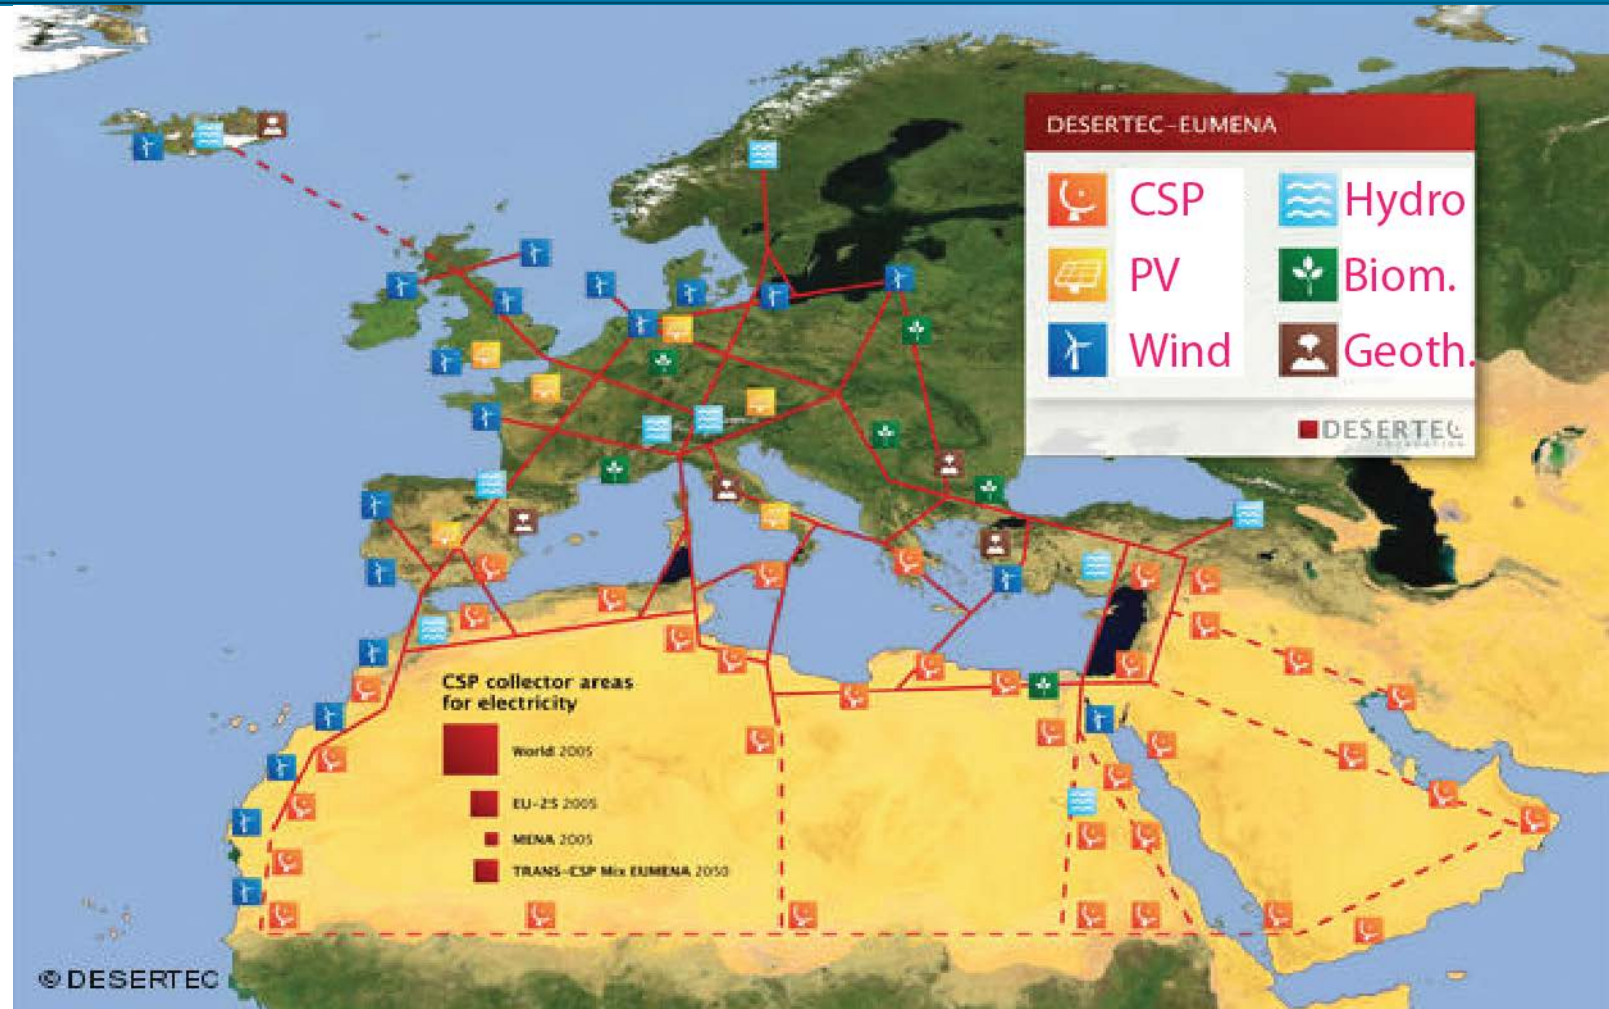 DESERTEC-EUMENA
CSP
Hydro
PV
Biom.
Wind
Geoth.
DESERTEC
FOUNDATION
CSP collector areas
for electricity
World 2005
EU-25 2005
MENA 2005
TRANS-CSP Mix EUMENA 2050
© DESERTEC